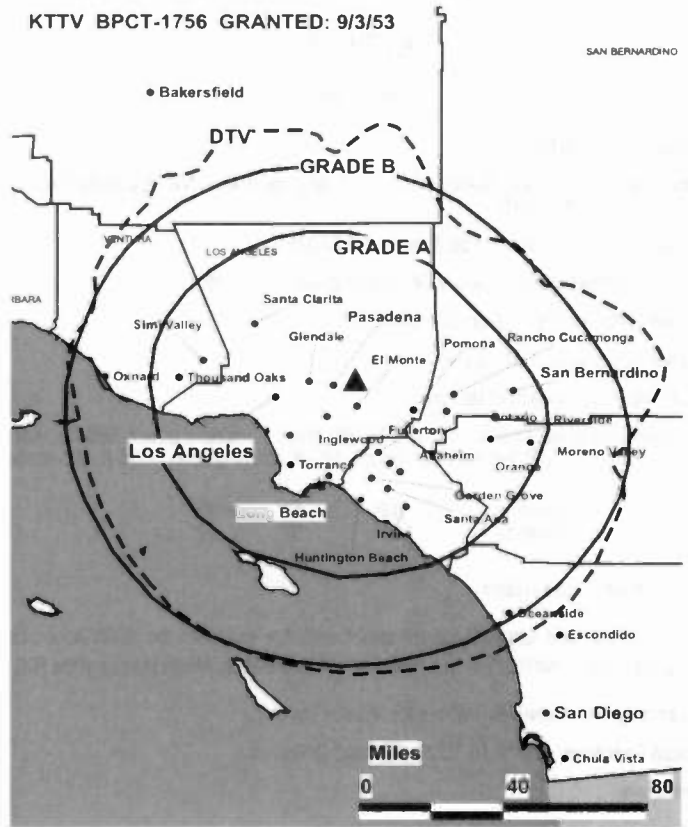 KTTV BPCT-1756 GRANTED: 9/3/53
SAN BERNARDINO
Bakersfield
DTV
GRADE B
VENTURA
GRADE A
LOS ANGELES
RBARA
Santa Clarita
Simi Valley
Pasadena
Glendale
Pomona
Rancho Cucamonga
El Monte
San Bernardino
Oxnard
Thousand Oaks
Ontario
Riverside
Fullerton
Inglewood
Los Angeles
Anaheim
Moreno Valley
Torrance
Orange
Garden Grove
Long Beach
Santa Ana
Irvine
Huntington Beach
Oceanside
Escondido
San Diego
Miles
Chula Vista
0 40 80